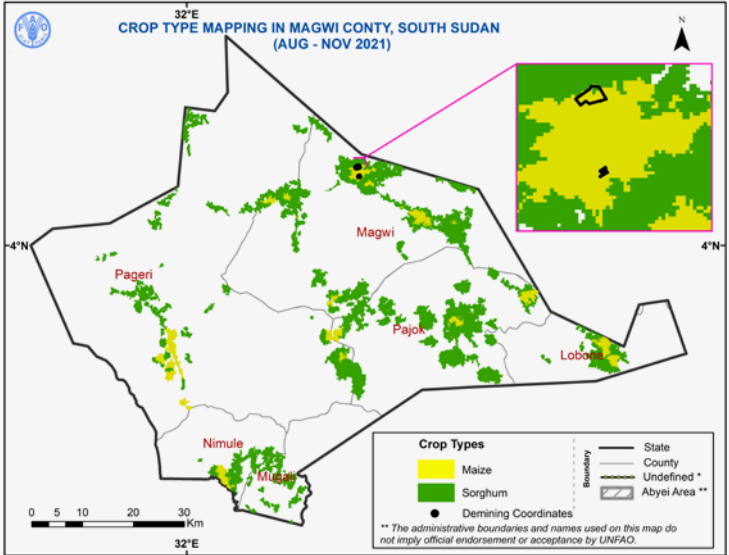 32°E
CROP TYPE MAPPING IN MAGWI CONTY, SOUTH SUDAN
(AUG - NOV 2021)
N
FAO
4°N
4°N
Magwi
Pageri
Pajok
Lobone
Nimule
Mugali
Crop Types
Maize
Sorghum
Demining Coordinates
Boundary
State
County
Undefined *
Abyei Area **
** The administrative boundaries and names used on this map do
not imply official endorsement or acceptance by UNFAO.
0 5 10 20 30
Km
32°E